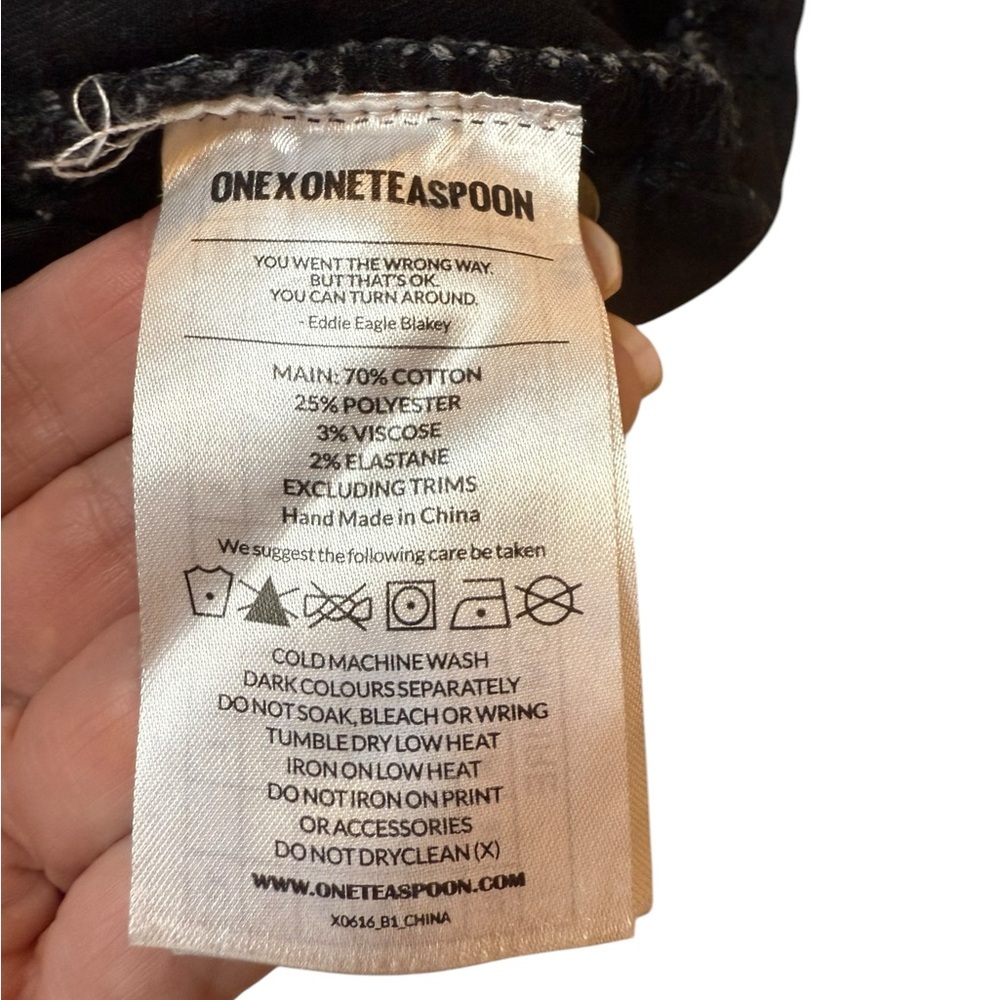 ONEXONETEASPOON
YOU WENT THE WRONG WAY.
BUT THAT'S OK.
YOU CAN TURN AROUND.
- Eddie Eagle Blakey
MAIN: 70% COTTON
25% POLYESTER
3% VISCOSE
2% ELASTANE
EXCLUDING TRIMS
Hand Made in China
We suggest the following care be taken
COLD MACHINE WASH
DARK COLOURS SEPARATELY
DO NOT SOAK, BLEACH OR WRING
TUMBLE DRY LOW HEAT
IRON ON LOW HEAT
DO NOT IRON ON PRINT
OR ACCESSORIES
DO NOT DRYCLEAN (X)
WWW.ONETEASPOON.COM
X0616_B1_CHINA